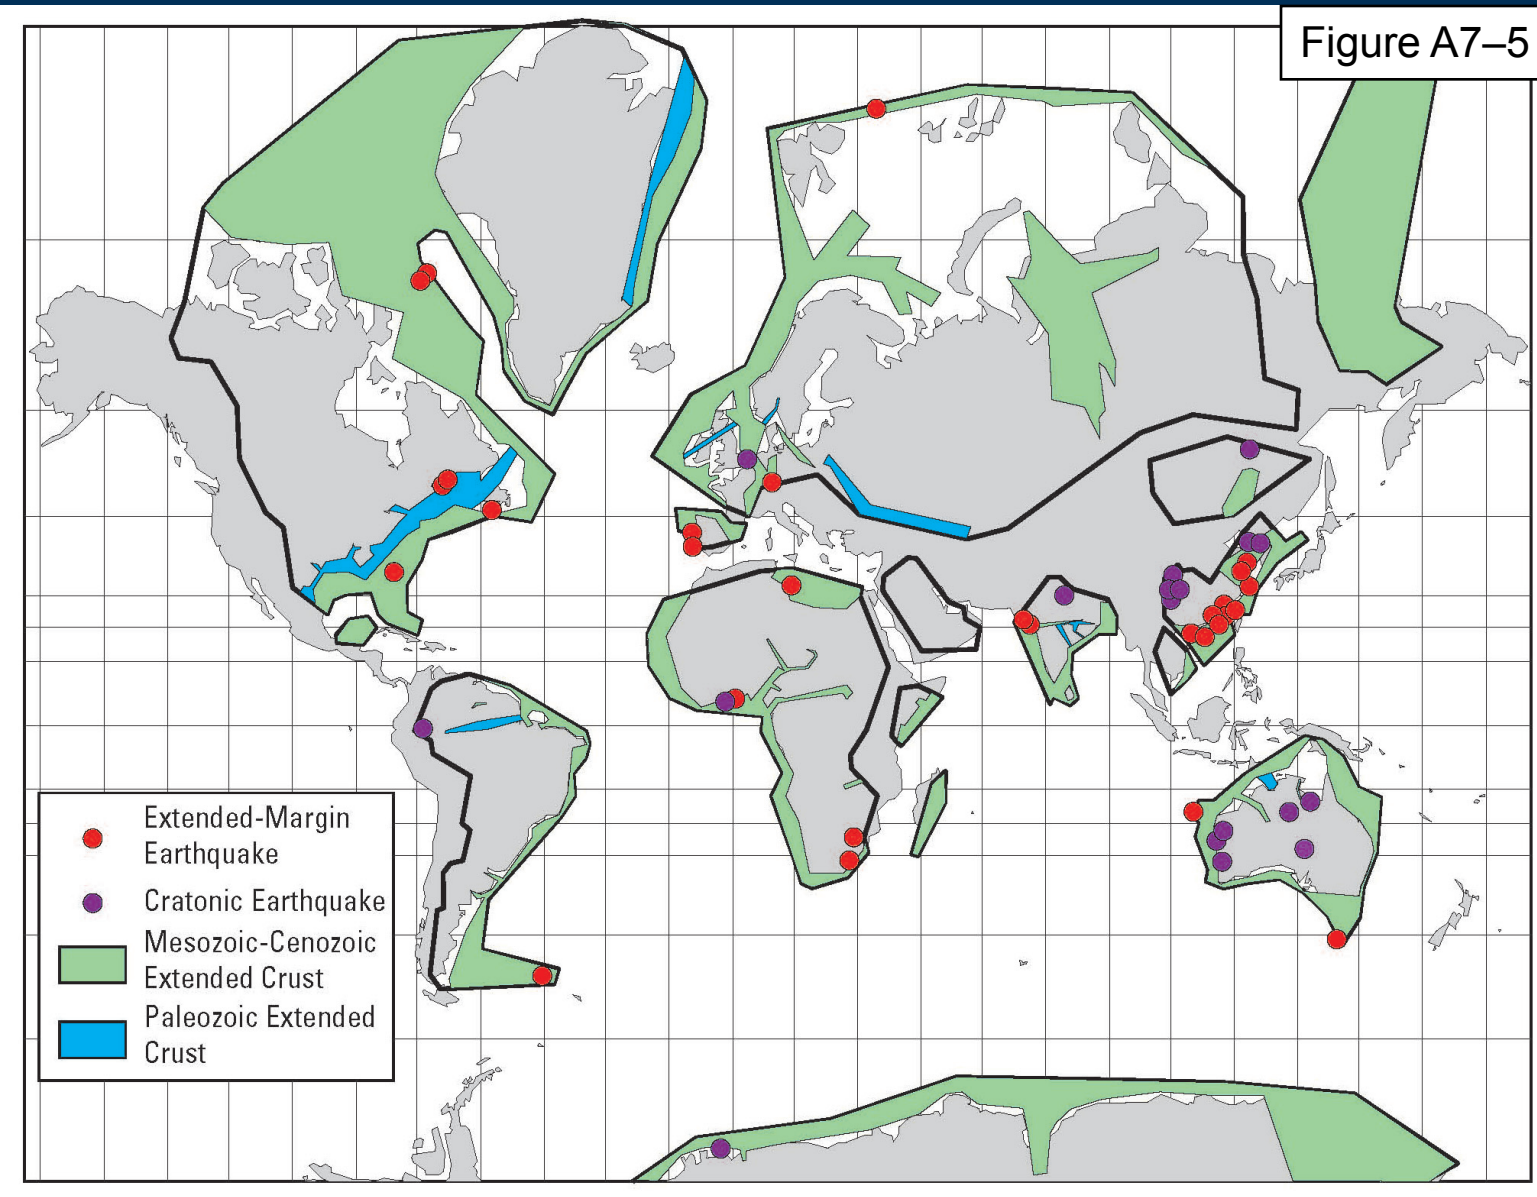 Figure A7–5
Extended-Margin
Earthquake
Cratonic Earthquake
Mesozoic-Cenozoic
Extended Crust
Paleozoic Extended
Crust